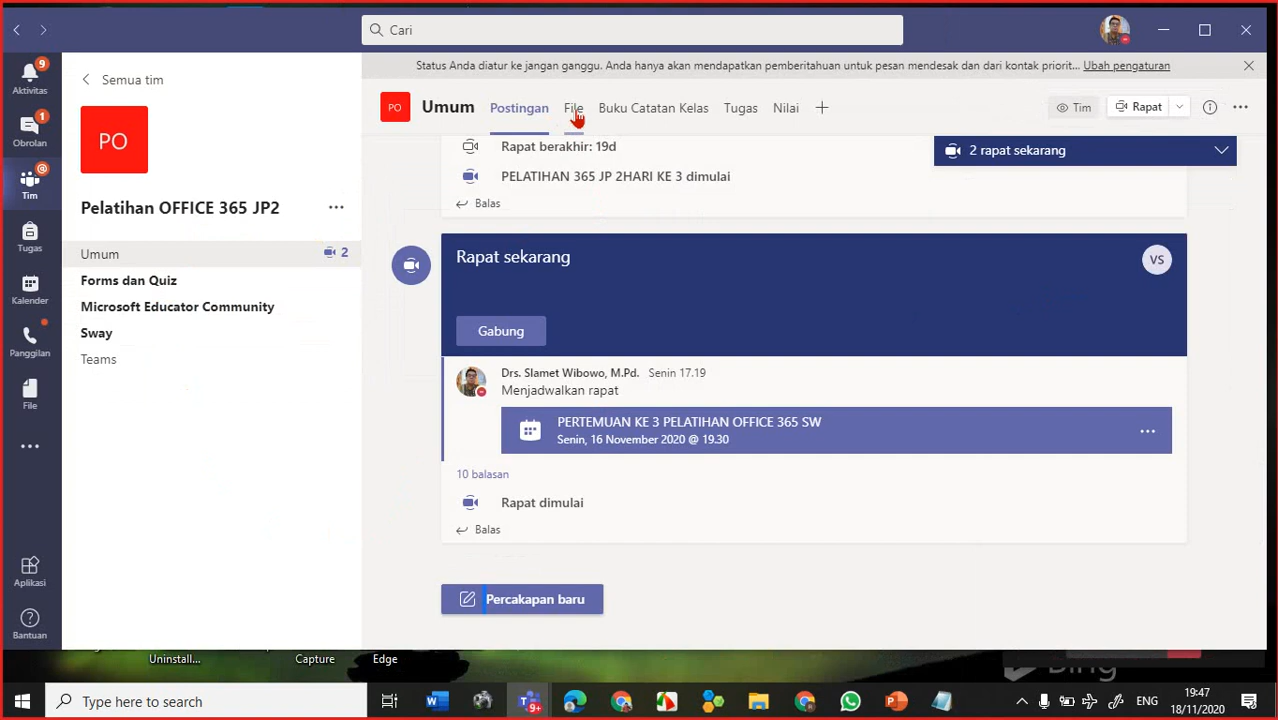 Cari
Status Anda diatur ke jangan ganggu. Anda hanya akan mendapatkan pemberitahuan untuk pesan mendesak dan dari kontak priorit... Ubah pengaturan
9
Aktivitas
1
Obrolan
@
Tim
Tugas
Kalender
Panggilan
File
Aplikasi
Bantuan
Semua tim
PO
Pelatihan OFFICE 365 JP2
Umum 2
Forms dan Quiz
Microsoft Educator Community
Sway
Teams
PO Umum Postingan File Buku Catatan Kelas Tugas Nilai Tim Rapat
Rapat berakhir: 19d
2 rapat sekarang
PELATIHAN 365 JP 2HARI KE 3 dimulai
Balas
Rapat sekarang
VS
Gabung
Drs. Slamet Wibowo, M.Pd. Senin 17.19
Menjadwalkan rapat
PERTEMUAN KE 3 PELATIHAN OFFICE 365 SW
Senin, 16 November 2020 @ 19.30
10 balasan
Rapat dimulai
Balas
Percakapan baru
Uninstall... Capture Edge
Bing
Type here to search
9+
ENG
19:47
18/11/2020